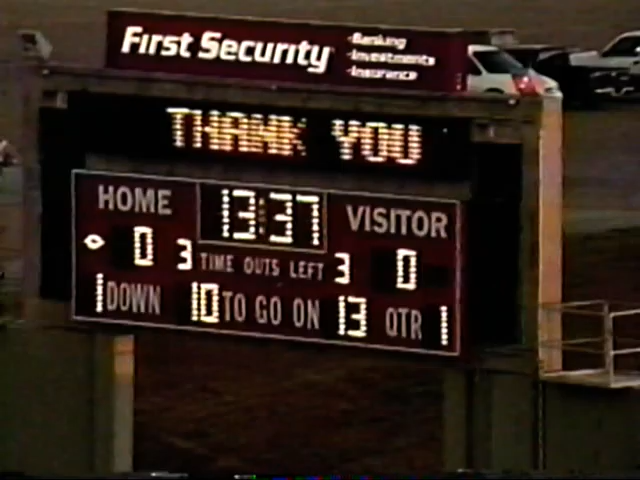 First Security
·Banking
·Investments
·Insurance
THANK YOU
HOME 13:37 VISITOR
0 3 TIME OUTS LEFT 3 0
1 DOWN 10 TO GO ON 13 QTR 1